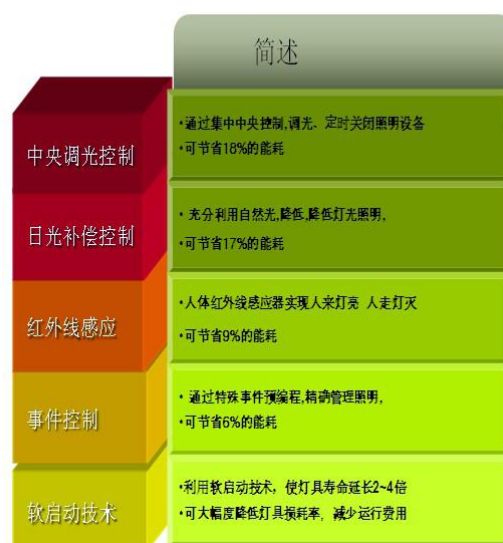 简述
中央调光控制
•通过集中中央控制,调光、定时关闭照明设备
•可节省18%的能耗
日光补偿控制
• 充分利用自然光,降低,降低灯光照明,
•可节省17%的能耗
红外线感应
•人体红外线感应器实现人来灯亮 人走灯灭
•可节省9%的能耗
事件控制
• 通过特殊事件预编程,精确管理照明,
•可节省6%的能耗
软启动技术
•利用软启动技术，使灯具寿命延长2~4倍
•可大幅度降低灯具损耗率，减少运行费用